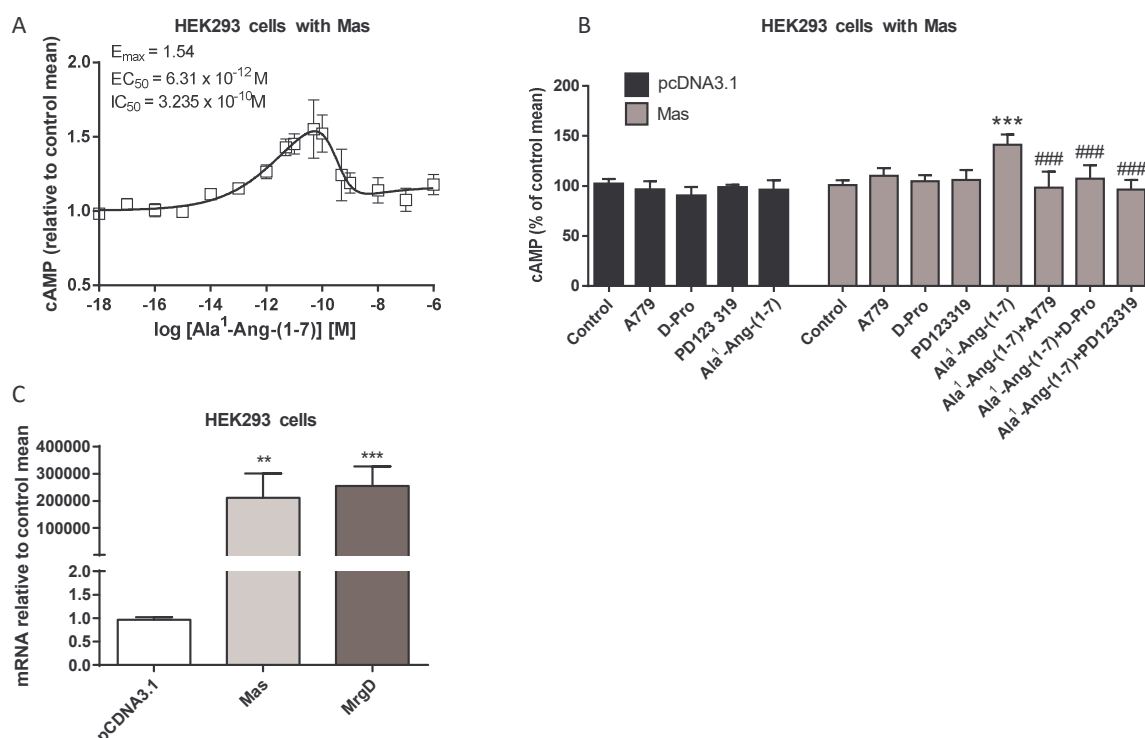 A
HEK293 cells with Mas
Emax = 1.54
EC50 = 6.31 x 10-12 M
IC50 = 3.235 x 10-10M
cAMP (relative to control mean)
2.0
1.5
1.0
0.5
-18 -16 -14 -12 -10 -8 -6
log [Ala1-Ang-(1-7)] [M]
B
HEK293 cells with Mas
pcDNA3.1
Mas
cAMP (% of control mean)
200
150
100
50
0
***
###
###
###
Control
A779
D-Pro
PD123 319
Ala1-Ang-(1-7)
Control
A779
D-Pro
PD123319
Ala1-Ang-(1-7)
Ala1-Ang-(1-7)+A779
Ala1-Ang-(1-7)+D-Pro
Ala1-Ang-(1-7)+PD123319
C
HEK293 cells
mRNA relative to control mean
400000
300000
200000
100000
2.0
1.5
1.0
0.5
0.0
**
***
pCDNA3.1
Mas
MrgD